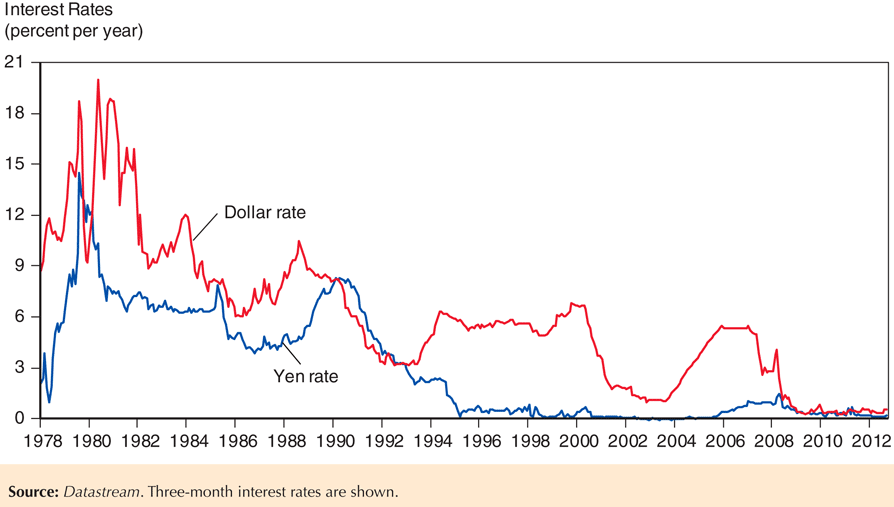 Interest Rates
(percent per year)
21
18
15
12
9
6
3
0
Dollar rate
Yen rate
1978 1980 1982 1984 1986 1988 1990 1992 1994 1996 1998 2000 2002 2004 2006 2008 2010 2012
Source: Datastream. Three-month interest rates are shown.